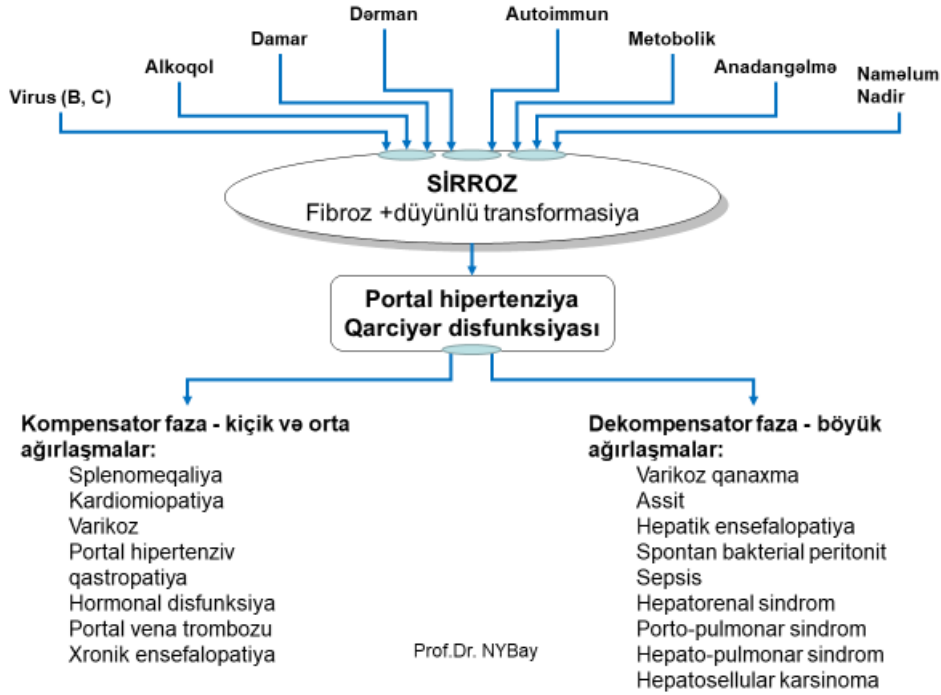 Dərman
Autoimmun
Damar
Metobolik
Alkoqol
Anadangəlmə
Virus (B, C)
Naməlum
Nadir
SİRROZ
Fibroz +düyünlü transformasiya
Portal hipertenziya
Qarciyər disfunksiyası
Kompensator faza - kiçik və orta
ağırlaşmalar:
Splenomeqaliya
Kardiomiopatiya
Varikoz
Portal hipertenziv
qastropatiya
Hormonal disfunksiya
Portal vena trombozu
Xronik ensefalopatiya
Dekompensator faza - böyük
ağırlaşmalar:
Varikoz qanaxma
Assit
Hepatik ensefalopatiya
Spontan bakterial peritonit
Sepsis
Hepatorenal sindrom
Porto-pulmonar sindrom
Hepato-pulmonar sindrom
Hepatosellular karsinoma
Prof.Dr. NYBay